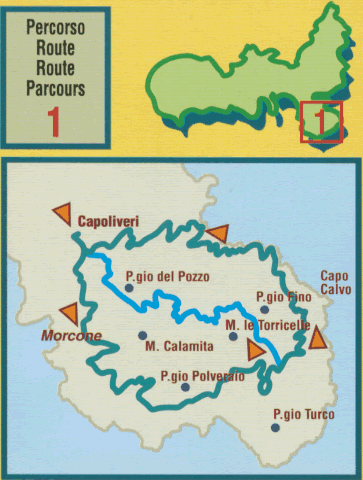 Percorso
Route
Route
Parcours
1
1
Capoliveri
P.gio del Pozzo
Capo
Calvo
P.gio Fino
Morcone
M. le Torricelle
M. Calamita
P.gio Polveraio
P.gio Turco